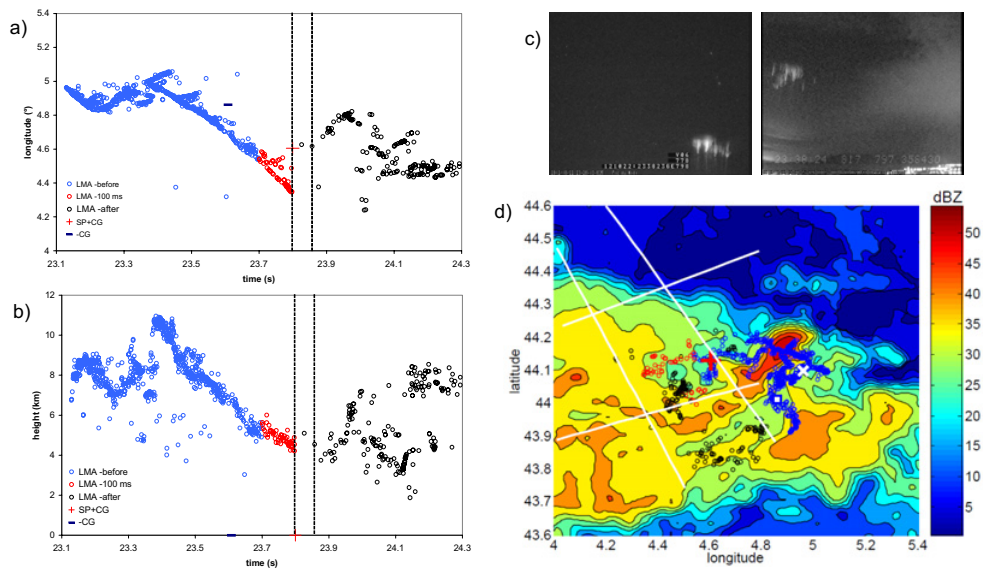 a)
longitude (°)
5.4
5.2
5.0
4.8
4.6
4.4
4.2
4
LMA -before
LMA -100 ms
LMA -after
SP+CG
-CG
23.1 23.3 23.5 23.7 23.9 24.1 24.3
time (s)
b)
height (km)
12
10
8
6
4
2
0
LMA -before
LMA -100 ms
LMA -after
SP+CG
-CG
23.1 23.3 23.5 23.7 23.9 24.1 24.3
time (s)
c)
d)
dBZ
latitude
44.6
44.5
44.4
44.3
44.2
44.1
44
43.9
43.8
43.7
43.6
4 4.2 4.4 4.6 4.8 5 5.2 5.4
longitude
50
45
40
35
30
25
20
15
10
5